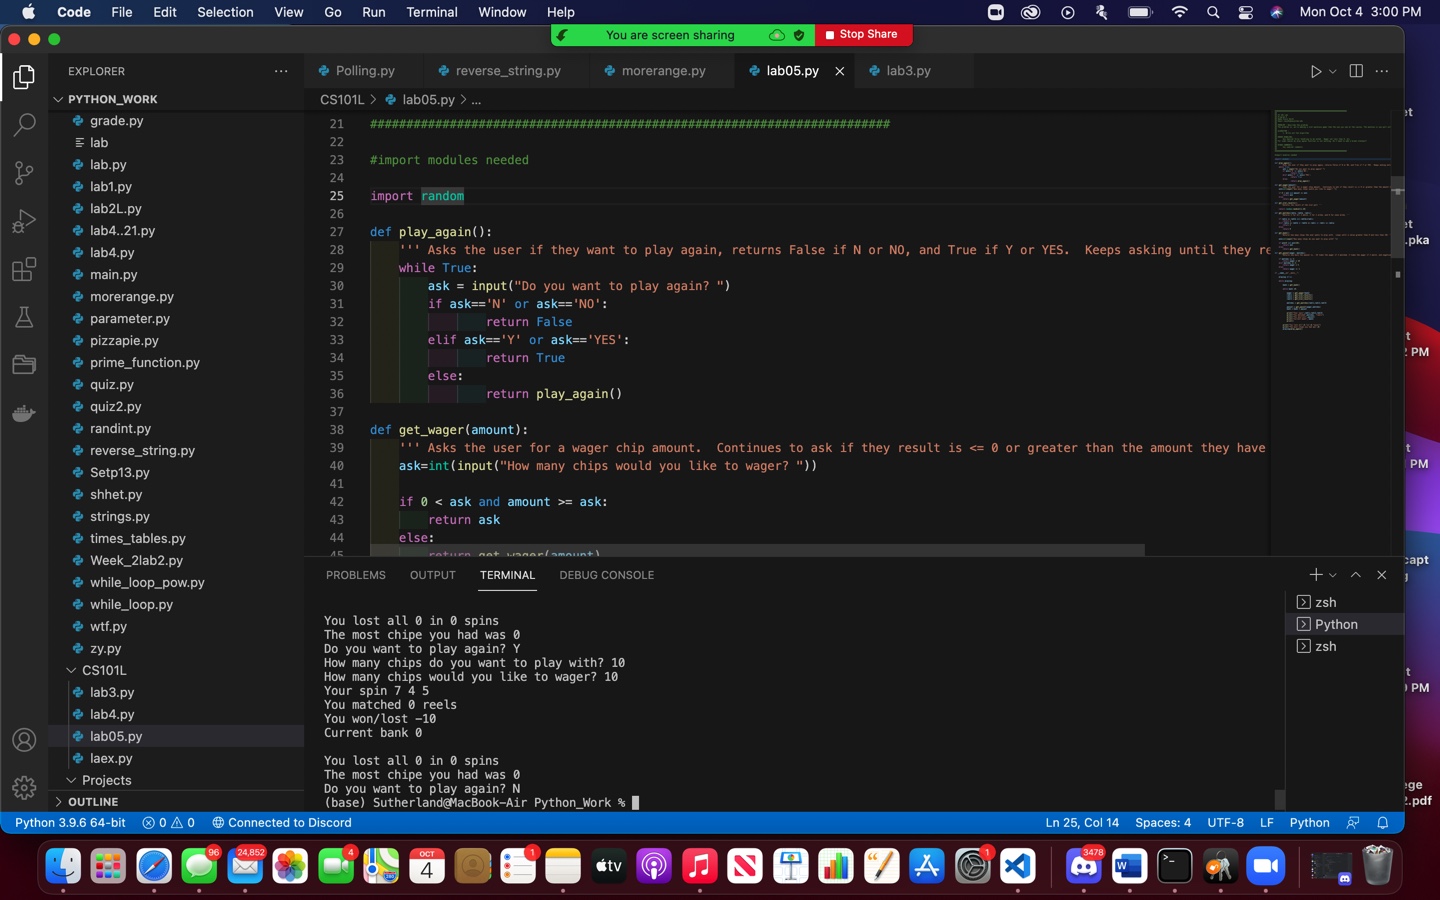 Code File Edit Selection View Go Run Terminal Window Help Mon Oct 4 3:00 PM
You are screen sharing Stop Share
EXPLORER
Polling.py reverse_string.py morerange.py lab05.py lab3.py
PYTHON_WORK
CS101L > lab05.py > ...
grade.py
lab
lab.py
lab1.py
lab2L.py
lab4..21.py
lab4.py
main.py
morerange.py
parameter.py
pizzapie.py
prime_function.py
quiz.py
quiz2.py
randint.py
reverse_string.py
Setp13.py
shhet.py
strings.py
times_tables.py
Week_2lab2.py
while_loop_pow.py
while_loop.py
wtf.py
zy.py
CS101L
lab3.py
lab4.py
lab05.py
laex.py
Projects
OUTLINE
21 ########################################################################
22
23 #import modules needed
24
25 import random
26
27 def play_again():
28 ''' Asks the user if they want to play again, returns False if N or NO, and True if Y or YES.  Keeps asking until they re
29 while True:
30 ask = input("Do you want to play again? ")
31 if ask=='N' or ask=='NO':
32 return False
33 elif ask=='Y' or ask=='YES':
34 return True
35 else:
36 return play_again()
37
38 def get_wager(amount):
39 ''' Asks the user for a wager chip amount.  Continues to ask if they result is <= 0 or greater than the amount they have
40 ask=int(input("How many chips would you like to wager? "))
41
42 if 0 < ask and amount >= ask:
43 return ask
44 else:
45 return get_wager(amount)
PROBLEMS OUTPUT TERMINAL DEBUG CONSOLE
zsh
Python
zsh
You lost all 0 in 0 spins
The most chipe you had was 0
Do you want to play again? Y
How many chips do you want to play with? 10
How many chips would you like to wager? 10
Your spin 7 4 5
You matched 0 reels
You won/lost -10
Current bank 0
You lost all 0 in 0 spins
The most chipe you had was 0
Do you want to play again? N
(base) Sutherland@MacBook-Air Python_Work %
Python 3.9.6 64-bit 0 0 Connected to Discord Ln 25, Col 14 Spaces: 4 UTF-8 LF Python
et
et
.pka
t
2 PM
t
1 PM
capt
g
t
0 PM
ege
2.pdf
96 24,852 4 OCT 4 1 tv 1 3478